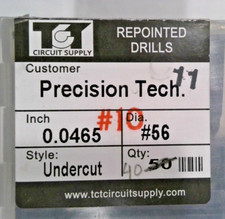 TCT
CIRCUIT SUPPLY
REPOINTED
DRILLS
Customer
11
Precision Tech.
#10
Inch
Dia.
0.0465
#56
Style:
Qty:
Undercut
40 50
www.tctcircuitsupply.com